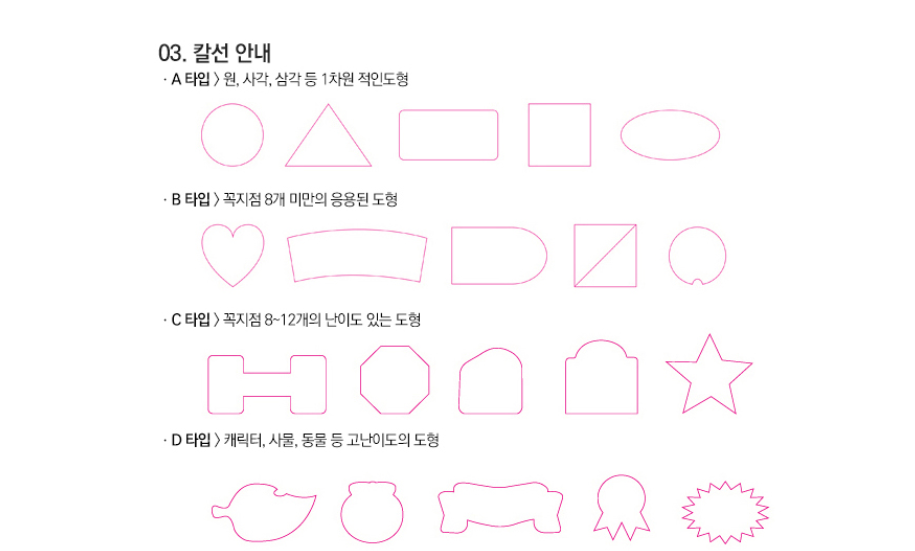 03. 칼선 안내
· A 타입 〉 원, 사각, 삼각 등 1차원 적인도형
· B 타입 〉 꼭지점 8개 미만의 응용된 도형
· C 타입 〉 꼭지점 8~12개의 난이도 있는 도형
· D 타입 〉 캐릭터, 사물, 동물 등 고난이도의 도형